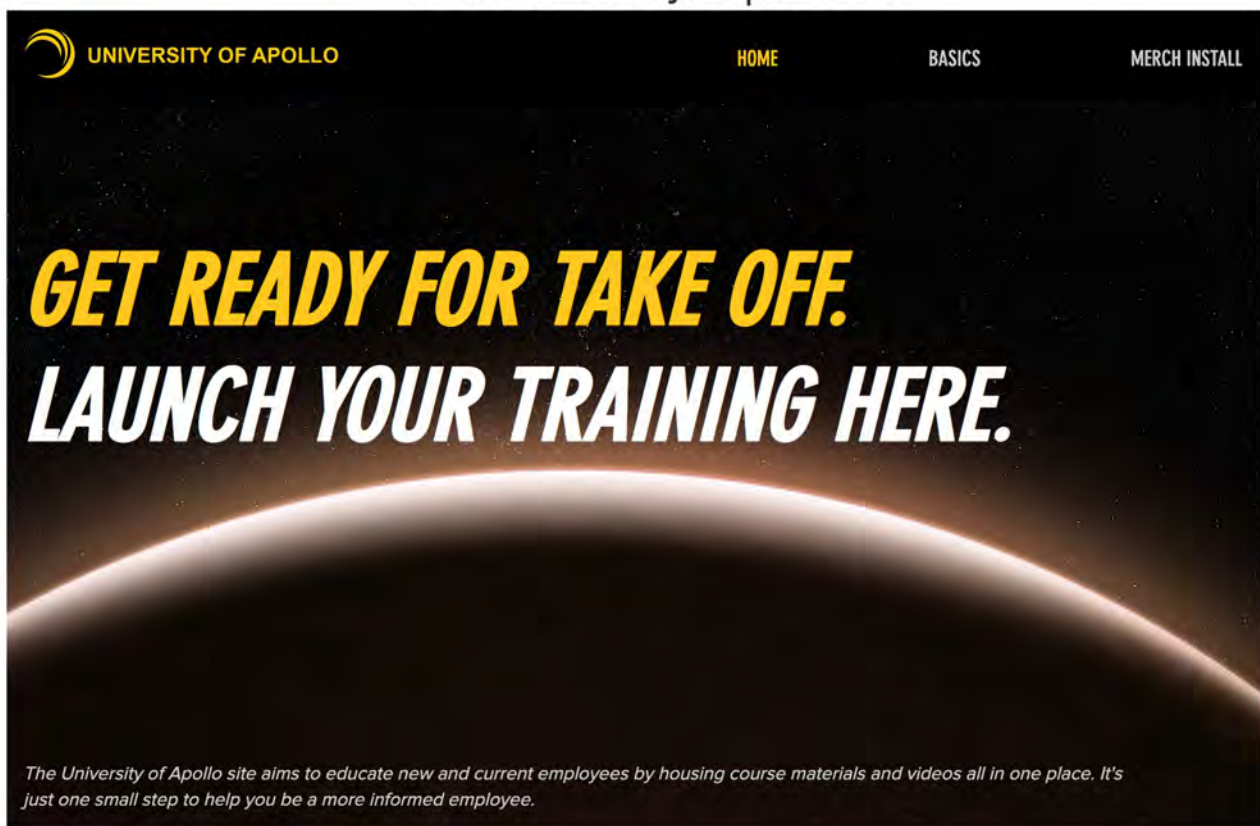 UNIVERSITY OF APOLLO
HOME
BASICS
MERCH INSTALL
GET READY FOR TAKE OFF.
LAUNCH YOUR TRAINING HERE.
The University of Apollo site aims to educate new and current employees by housing course materials and videos all in one place. It's
just one small step to help you be a more informed employee.